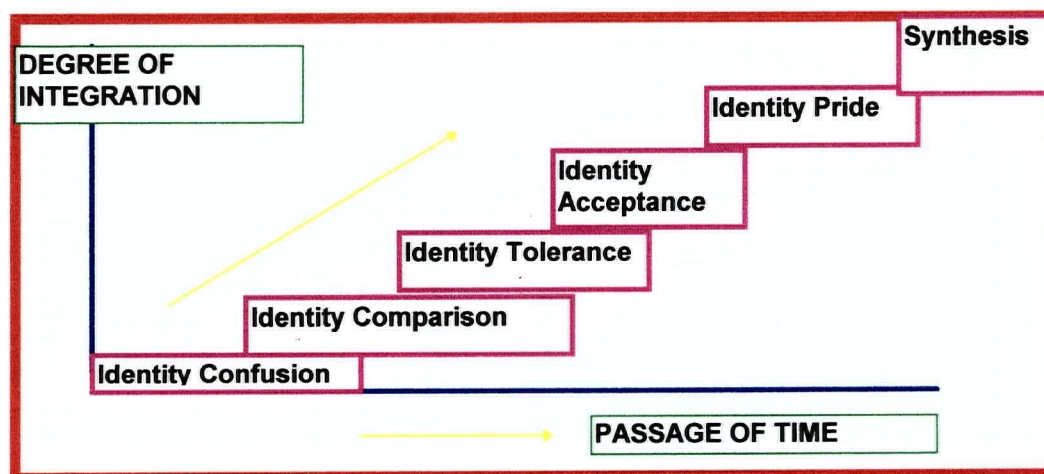 Synthesis
DEGREE OF
INTEGRATION
Identity Pride
Identity
Acceptance
Identity Tolerance
Identity Comparison
Identity Confusion
PASSAGE OF TIME